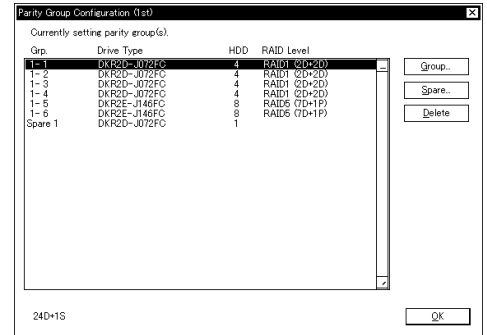 Parity Group Configuration (1st)
Currently setting parity group(s).
Grp. Drive Type HDD RAID Level
1- 1 DKR2D-J072FC 4 RAID1 (2D+2D)
1- 2 DKR2D-J072FC 4 RAID1 (2D+2D)
1- 3 DKR2D-J072FC 4 RAID1 (2D+2D)
1- 4 DKR2D-J072FC 4 RAID1 (2D+2D)
1- 5 DKR2E-J146FC 8 RAID5 (7D+1P)
1- 6 DKR2E-J146FC 8 RAID5 (7D+1P)
Spare 1 DKR2D-J072FC 1
Group...
Spare...
Delete
24D+1S
OK